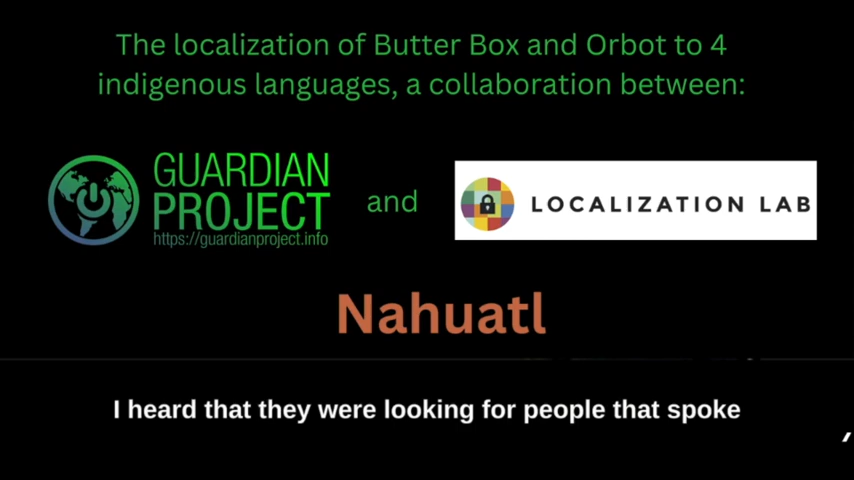 The localization of Butter Box and Orbot to 4
indigenous languages, a collaboration between:
GUARDIAN
PROJECT
https://guardianproject.info
and
LOCALIZATION LAB
Nahuatl
I heard that they were looking for people that spoke